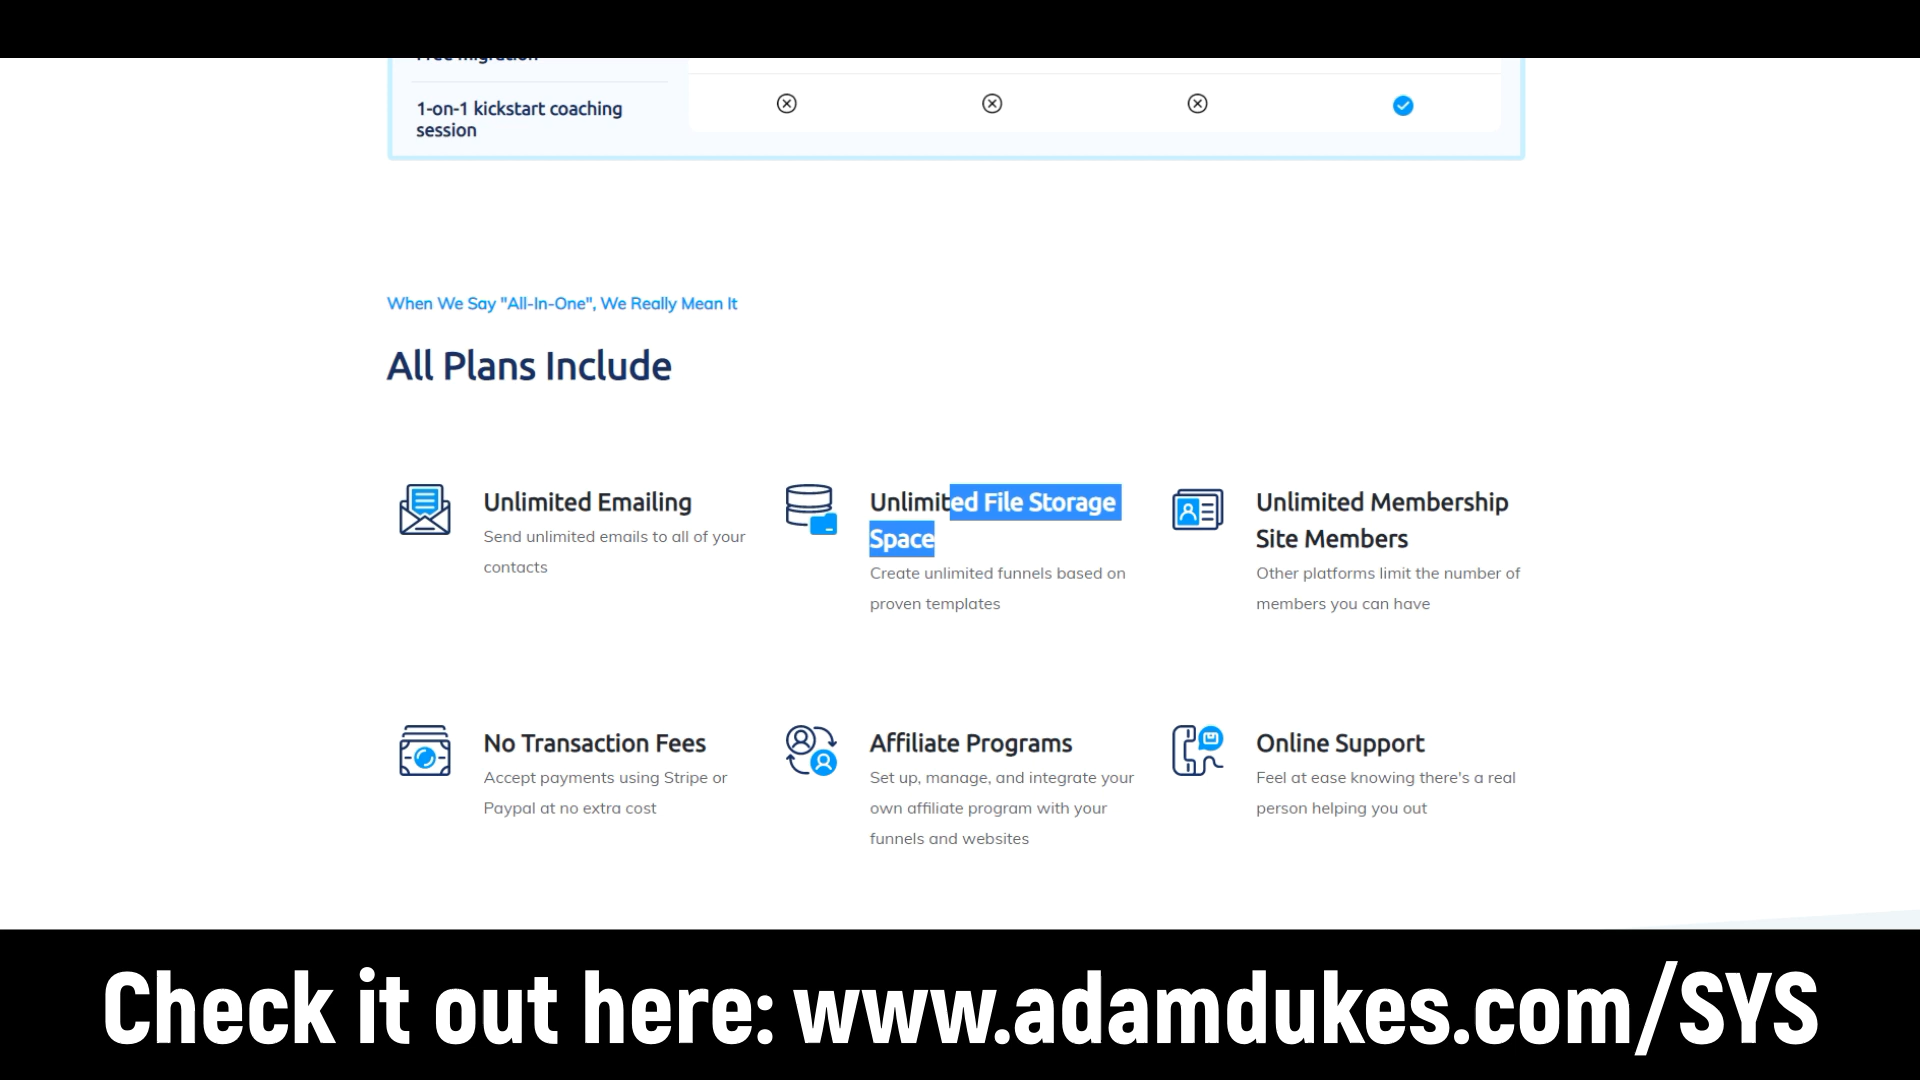 Free migration
1-on-1 kickstart coaching
session
When We Say "All-In-One", We Really Mean It
All Plans Include
Unlimited Emailing
Send unlimited emails to all of your
contacts
Unlimited File Storage
Space
Create unlimited funnels based on
proven templates
Unlimited Membership
Site Members
Other platforms limit the number of
members you can have
No Transaction Fees
Accept payments using Stripe or
Paypal at no extra cost
Affiliate Programs
Set up, manage, and integrate your
own affiliate program with your
funnels and websites
Online Support
Feel at ease knowing there's a real
person helping you out
Check it out here: www.adamdukes.com/SYS